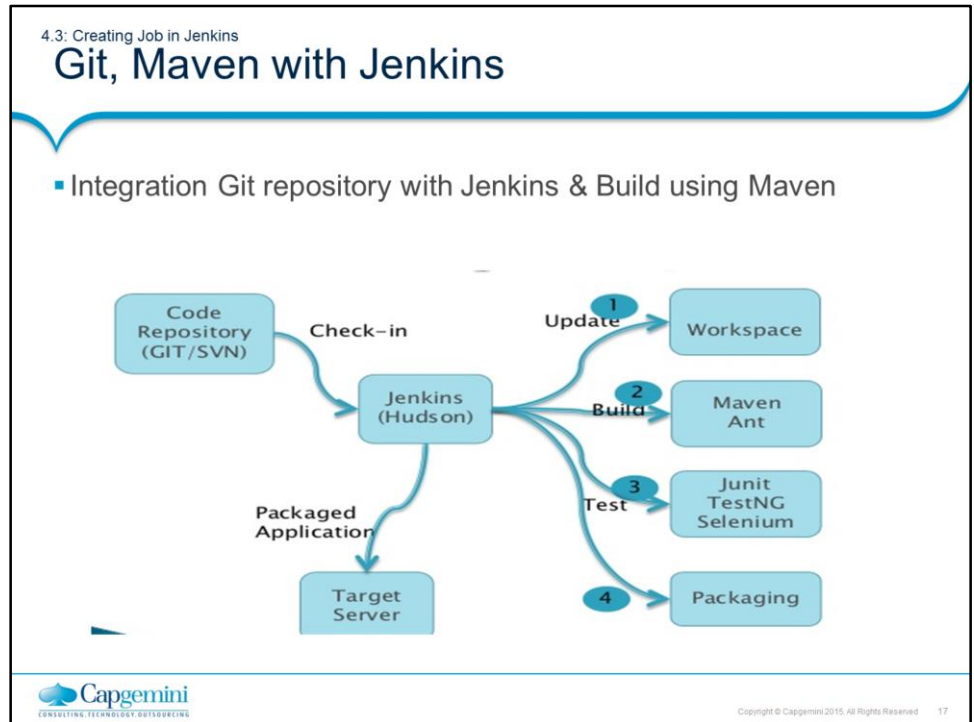 4.3: Creating Job in Jenkins
Git, Maven with Jenkins
▪ Integration Git repository with Jenkins & Build using Maven
Code
Repository
(GIT/SVN)
Check-in
Jenkins
(Hudson)
Packaged
Application
Target
Server
1
Update
Workspace
2
Build
Maven
Ant
3
Test
Junit
TestNG
Selenium
4
Packaging
Capgemini
CONSULTING.TECHNOLOGY.OUTSOURCING
Copyright © Capgemini 2015. All Rights Reserved 17